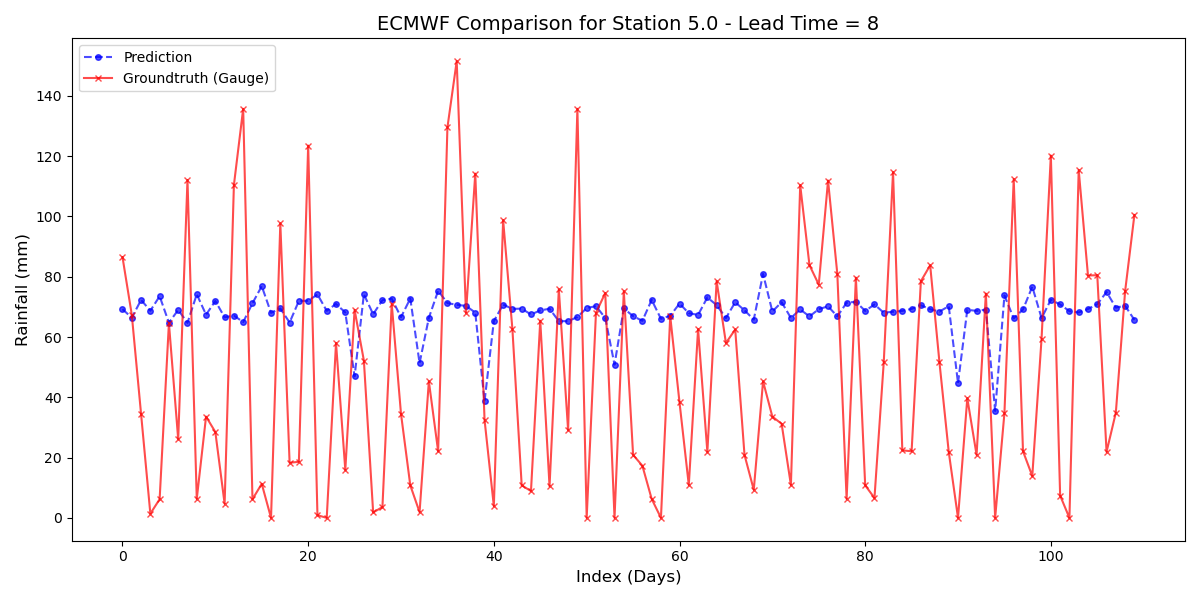 ECMWF Comparison for Station 5.0 - Lead Time = 8
Prediction
Groundtruth (Gauge)
Rainfall (mm)
140
120
100
80
60
40
20
0
0 20 40 60 80 100
Index (Days)